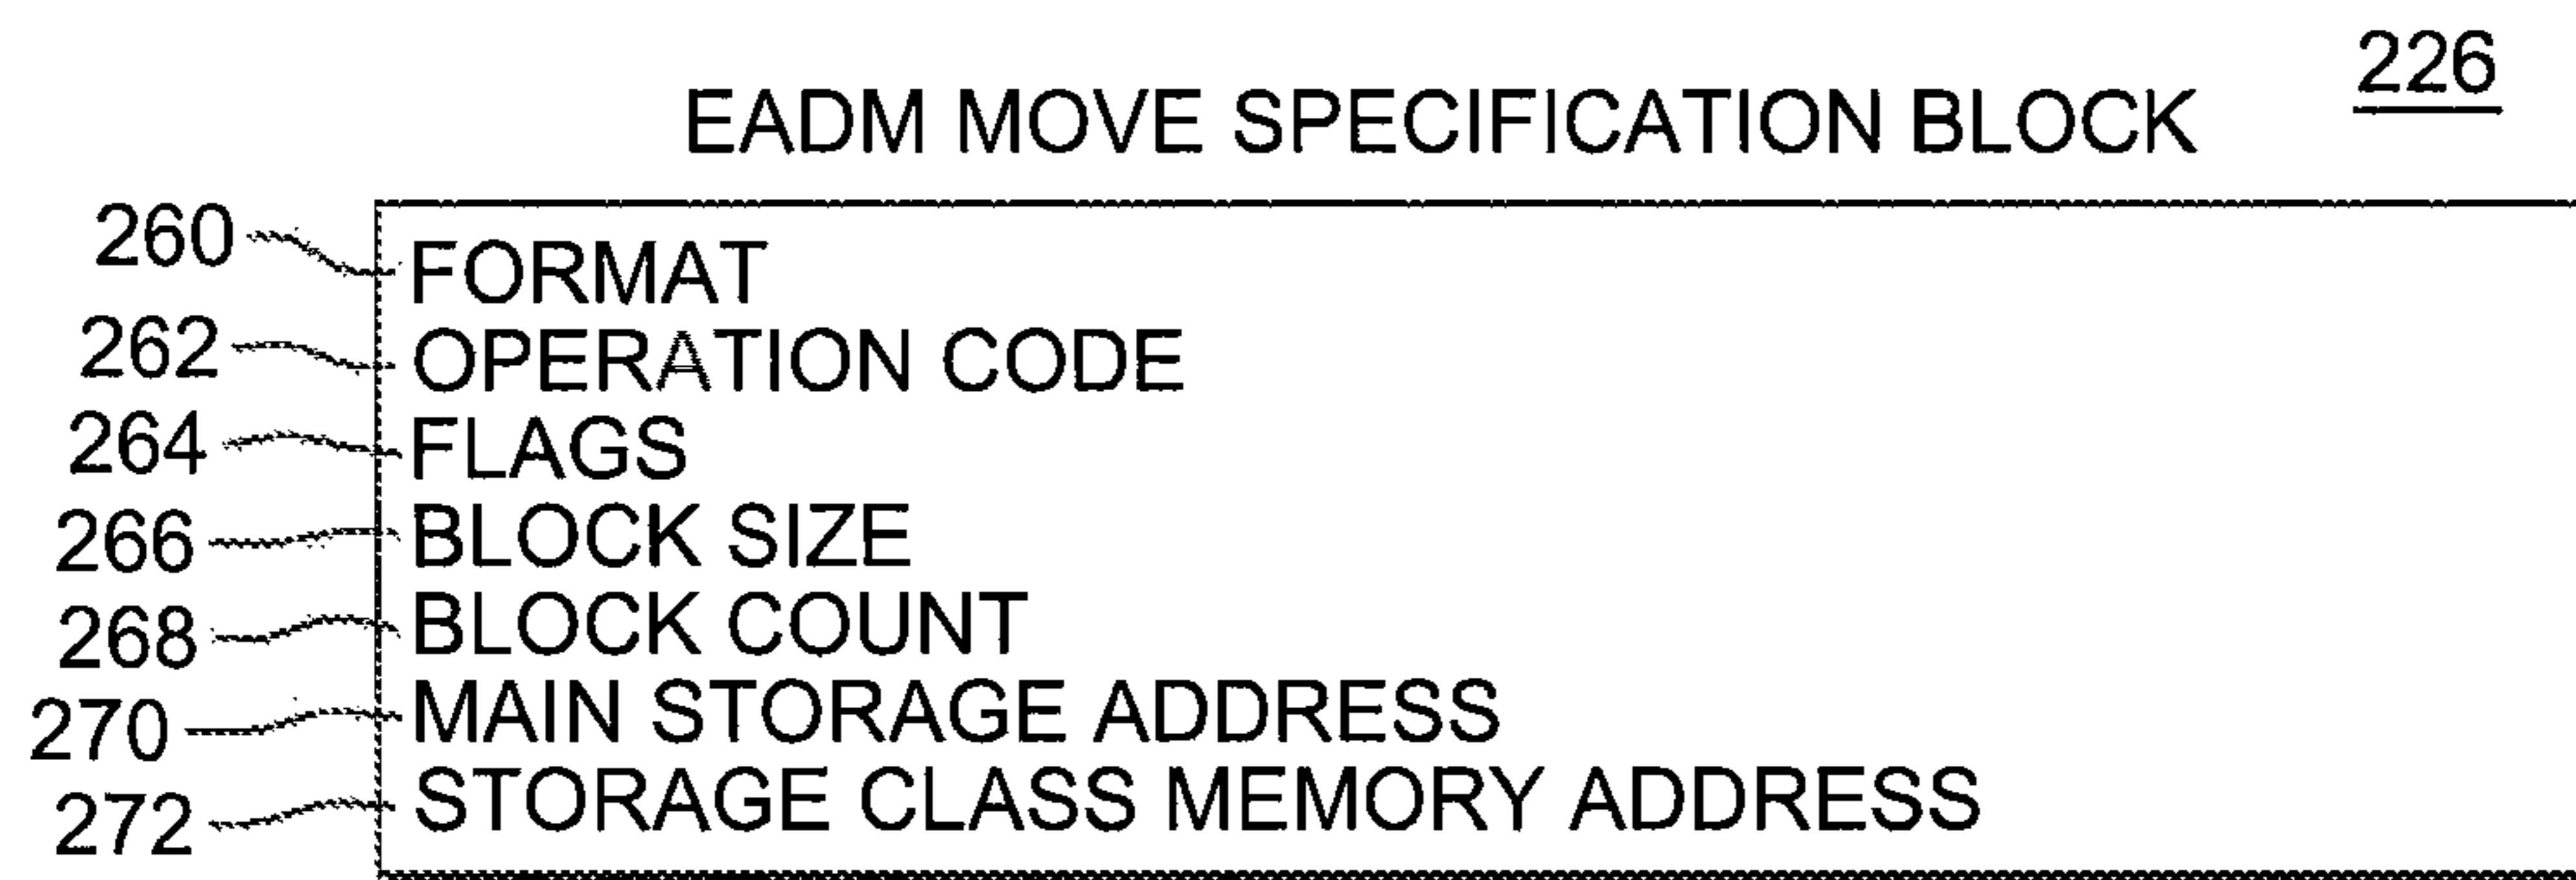 226
EADM MOVE SPECIFICATION BLOCK
260 FORMAT
262 OPERATION CODE
264 FLAGS
266 BLOCK SIZE
268 BLOCK COUNT
270 MAIN STORAGE ADDRESS
272 STORAGE CLASS MEMORY ADDRESS